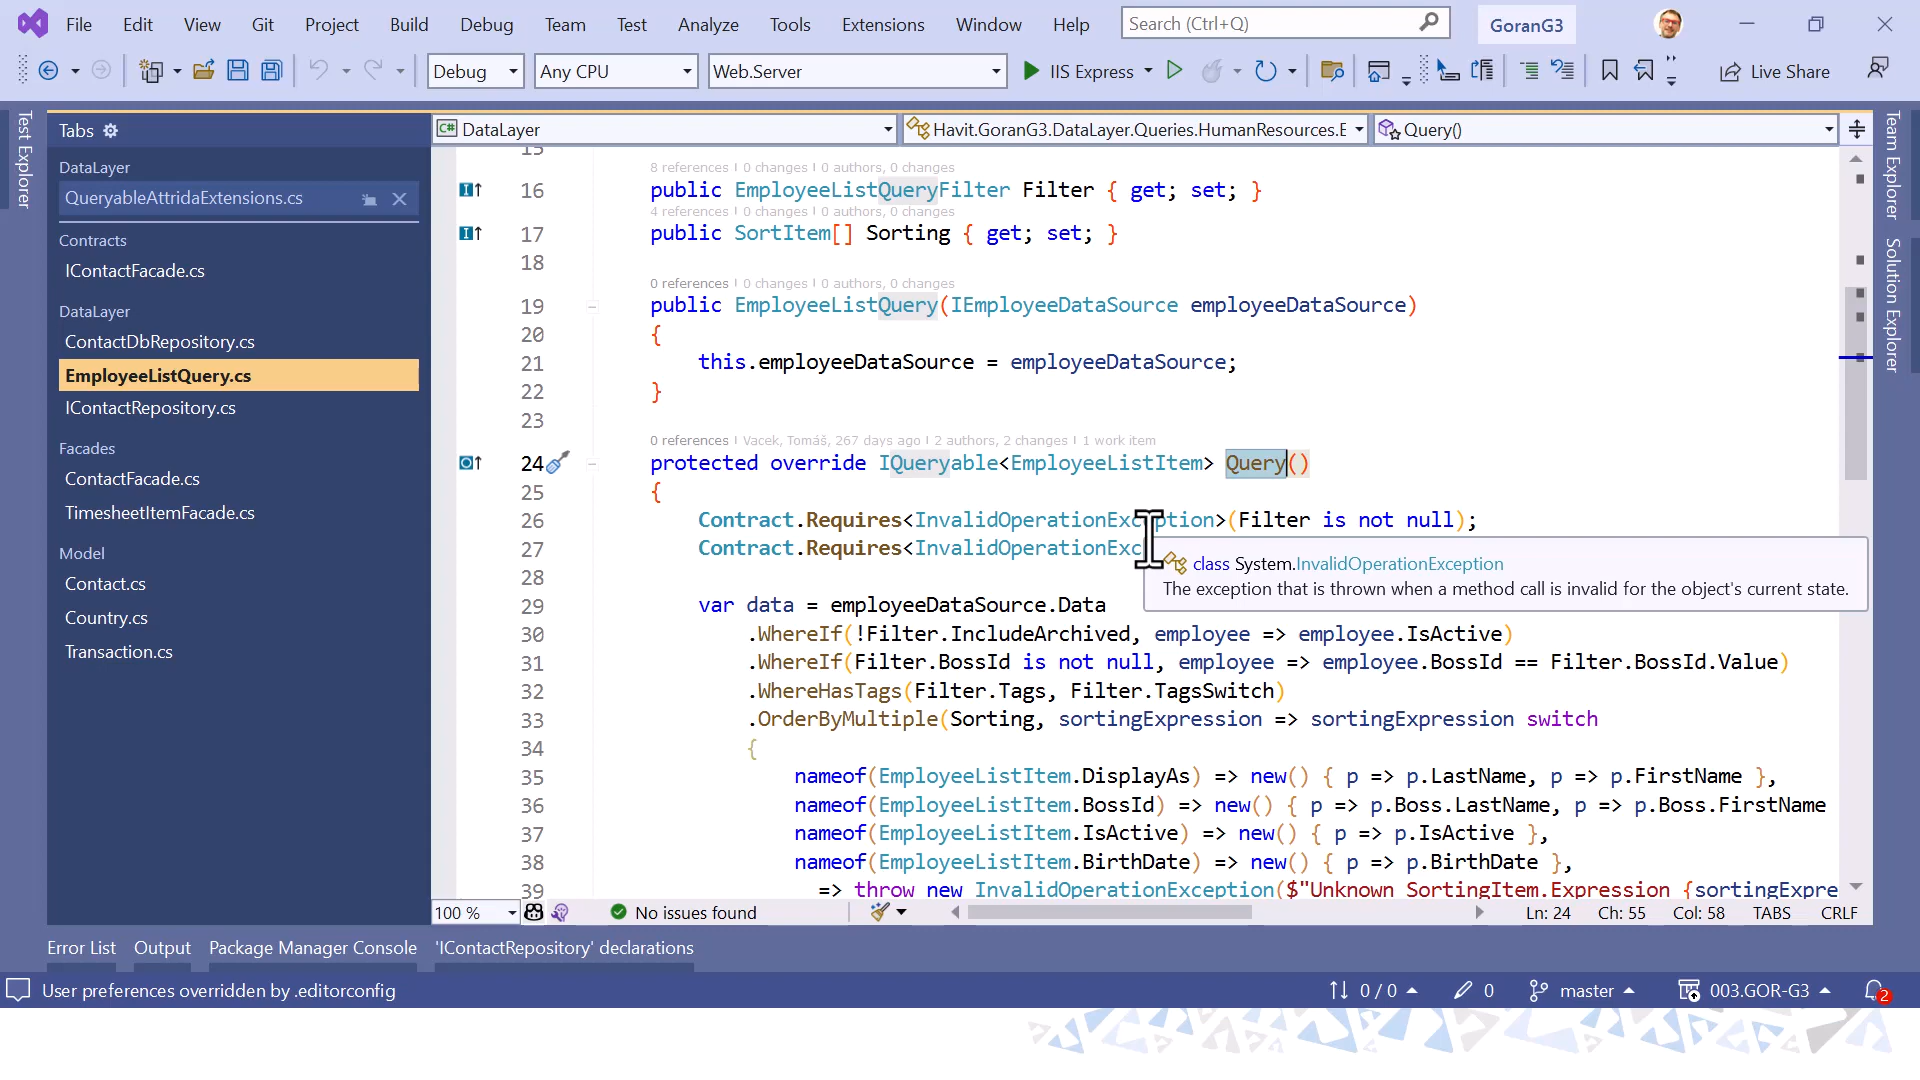 File Edit View Git Project Build Debug Team Test Analyze Tools Extensions Window Help Search (Ctrl+Q) GoranG3
Debug Any CPU Web.Server IIS Express Live Share
Test Explorer
Tabs
DataLayer
QueryableAttridaExtensions.cs
Contracts
IContactFacade.cs
DataLayer
ContactDbRepository.cs
EmployeeListQuery.cs
IContactRepository.cs
Facades
ContactFacade.cs
TimesheetItemFacade.cs
Model
Contact.cs
Country.cs
Transaction.cs
C# DataLayer Havit.GoranG3.DataLayer.Queries.HumanResources.E Query()
15
8 references | 0 changes | 0 authors, 0 changes
16 public EmployeeListQueryFilter Filter { get; set; }
4 references | 0 changes | 0 authors, 0 changes
17 public SortItem[] Sorting { get; set; }
18
0 references | 0 changes | 0 authors, 0 changes
19 public EmployeeListQuery(IEmployeeDataSource employeeDataSource)
20 {
21 this.employeeDataSource = employeeDataSource;
22 }
23
0 references | Vacek, Tomáš, 267 days ago | 2 authors, 2 changes | 1 work item
24 protected override IQueryable<EmployeeListItem> Query()
25 {
26 Contract.Requires<InvalidOperationException>(Filter is not null);
27 Contract.Requires<InvalidOperationExc
class System.InvalidOperationException
The exception that is thrown when a method call is invalid for the object's current state.
28
29 var data = employeeDataSource.Data
30 .WhereIf(!Filter.IncludeArchived, employee => employee.IsActive)
31 .WhereIf(Filter.BossId is not null, employee => employee.BossId == Filter.BossId.Value)
32 .WhereHasTags(Filter.Tags, Filter.TagsSwitch)
33 .OrderByMultiple(Sorting, sortingExpression => sortingExpression switch
34 {
35 nameof(EmployeeListItem.DisplayAs) => new() { p => p.LastName, p => p.FirstName },
36 nameof(EmployeeListItem.BossId) => new() { p => p.Boss.LastName, p => p.Boss.FirstName
37 nameof(EmployeeListItem.IsActive) => new() { p => p.IsActive },
38 nameof(EmployeeListItem.BirthDate) => new() { p => p.BirthDate },
39 => throw new InvalidOperationException($"Unknown SortingItem.Expression {sortingExpre
100 % No issues found Ln: 24 Ch: 55 Col: 58 TABS CRLF
Team Explorer
Solution Explorer
Error List Output Package Manager Console 'IContactRepository' declarations
User preferences overridden by .editorconfig 0 / 0 0 master 003.GOR-G3 2